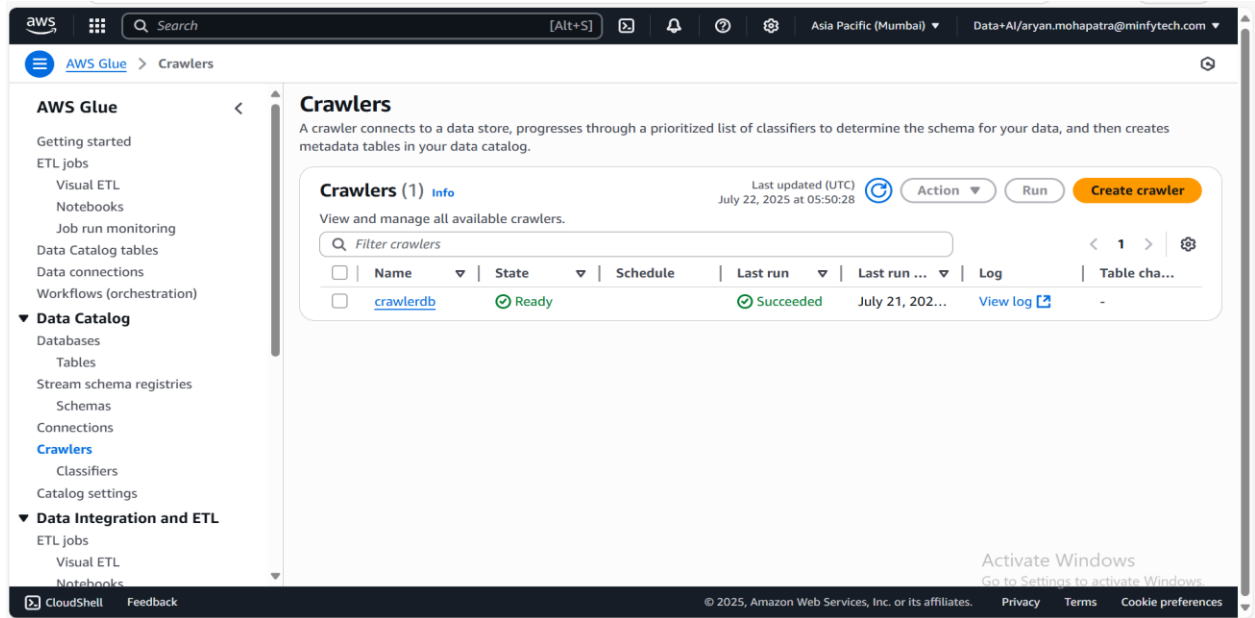 aws
Search [Alt+S] Asia Pacific (Mumbai) Data+AI/aryan.mohapatra@minfytech.com
AWS Glue > Crawlers
AWS Glue
Getting started
ETL jobs
Visual ETL
Notebooks
Job run monitoring
Data Catalog tables
Data connections
Workflows (orchestration)
Data Catalog
Databases
Tables
Stream schema registries
Schemas
Connections
Crawlers
Classifiers
Catalog settings
Data Integration and ETL
ETL jobs
Visual ETL
Notebooks
Crawlers
A crawler connects to a data store, progresses through a prioritized list of classifiers to determine the schema for your data, and then creates
metadata tables in your data catalog.
Crawlers (1) Info
Last updated (UTC)
July 22, 2025 at 05:50:28
Action Run Create crawler
View and manage all available crawlers.
Filter crawlers
1
Name State Schedule Last run Last run ... Log Table cha...
crawlerdb Ready Succeeded July 21, 202... View log -
Activate Windows
Go to Settings to activate Windows.
CloudShell Feedback © 2025, Amazon Web Services, Inc. or its affiliates. Privacy Terms Cookie preferences